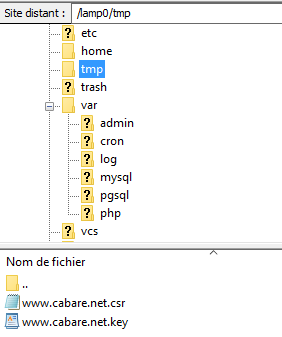 Site distant : /lamp0/tmp
etc
home
tmp
trash
var
admin
cron
log
mysql
pgsql
php
vcs
Nom de fichier
..
www.cabare.net.csr
www.cabare.net.key